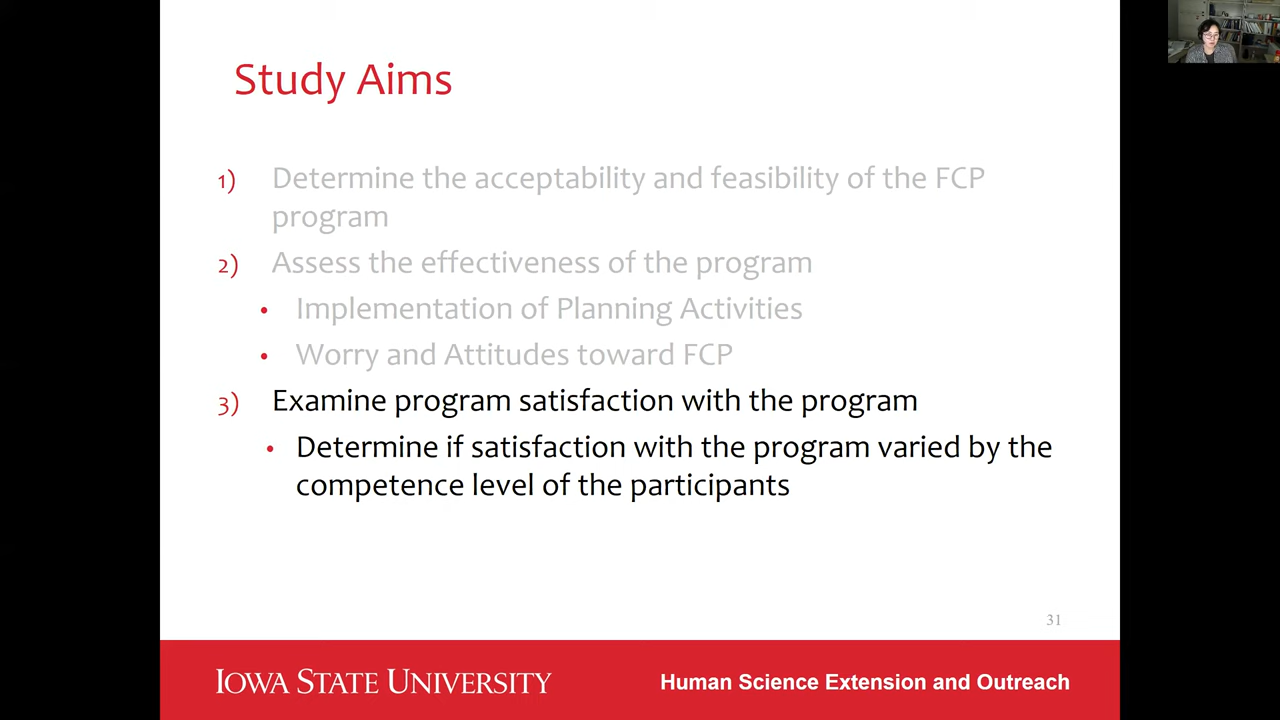 Study Aims
1) Determine the acceptability and feasibility of the FCP
program
2) Assess the effectiveness of the program
• Implementation of Planning Activities
• Worry and Attitudes toward FCP
3) Examine program satisfaction with the program
• Determine if satisfaction with the program varied by the
competence level of the participants
31
IOWA STATE UNIVERSITY
Human Science Extension and Outreach